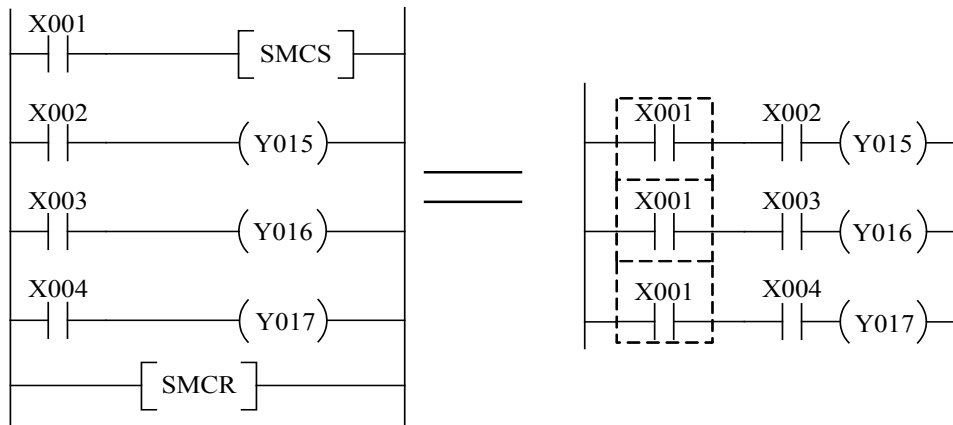 X001
SMCS
X002
Y015
X003
Y016
X004
Y017
SMCR
X001 X002
Y015
X001 X003
Y016
X001 X004
Y017